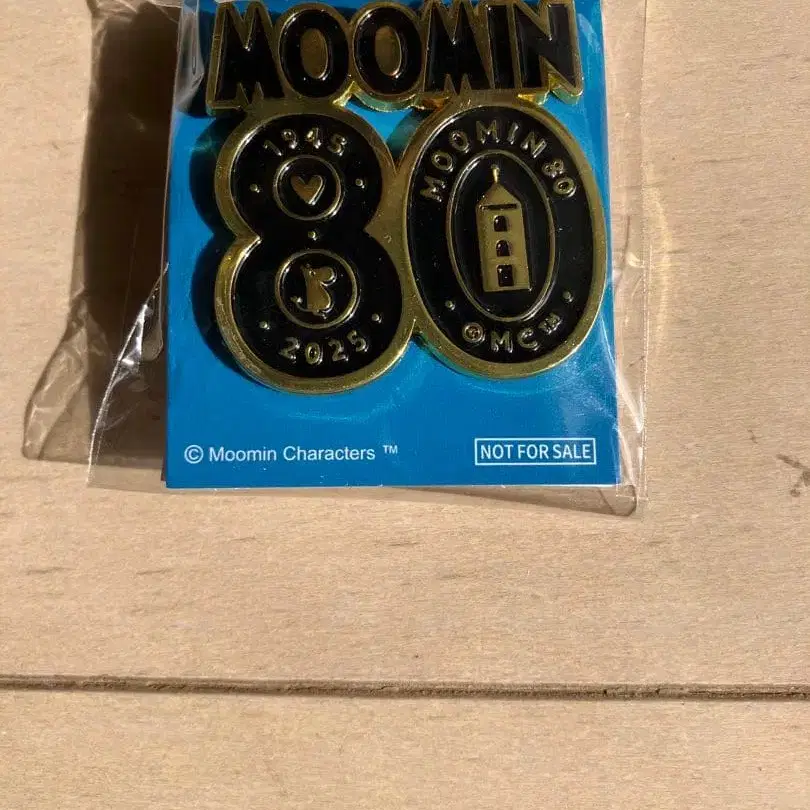 MOOMIN
1945
2025
MOOMIN 80
©MC™
© Moomin Characters ™
NOT FOR SALE